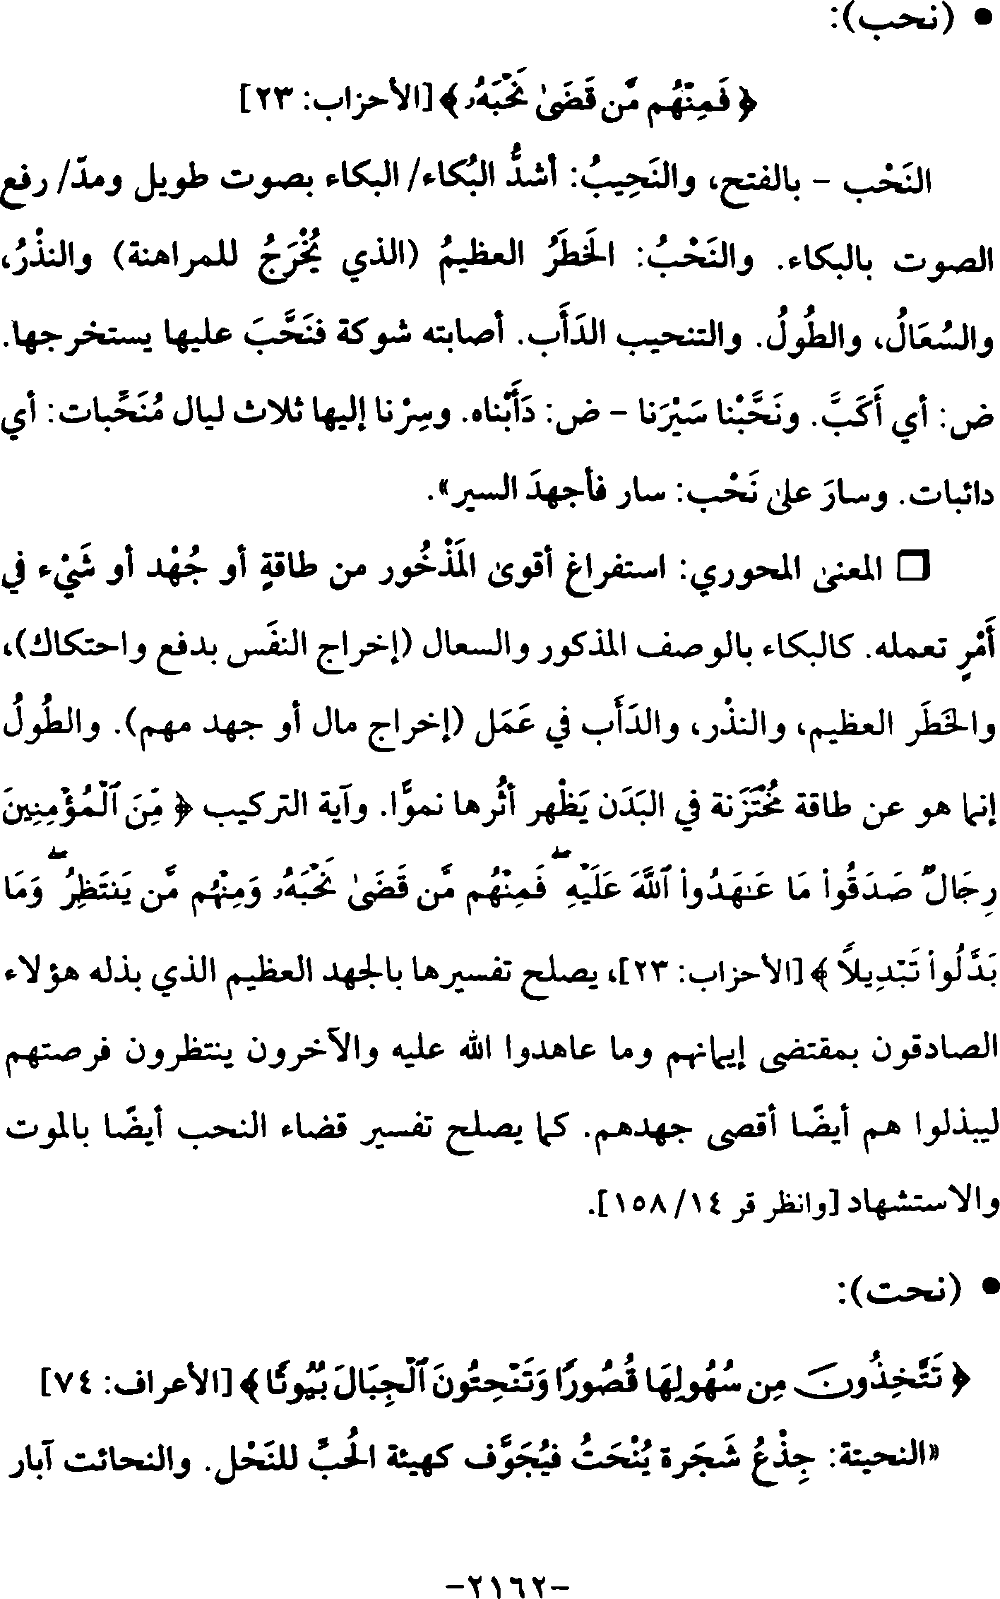 • (نحب):
﴿ فَمِنْهُم مَّن قَضَىٰ نَحْبَهُۥ ﴾ [الأحزاب: ٢٣]
النَحْب - بالفتح، والنَحِيبُ: أشدُّ البُكاء/ البكاء بصوت طويل ومدّ/ رفع
الصوت بالبكاء. والنَحْبُ: الخَطَرُ العظيمُ (الذي يُخْرَجُ للمراهنة) والنذْرُ،
والسُعَالُ، والطُولُ. والتنحيب الدَأَب. أصابته شوكة فنَحَّبَ عليها يستخرجها.
ض: أي أَكَبَّ. ونَحَّبْنا سَيْرَنا - ض: دَأَبْناه. وسِرْنا إليها ثلاث ليال مُنَحِّبات: أي
دائبات. وسارَ على نَحْب: سار فأجهدَ السير».
❐ المعنى المحوري: استفراغ أقوى المَذْخُور من طاقةٍ أو جُهْد أو شَيْء في
أَمْرٍ تعمله. كالبكاء بالوصف المذكور والسعال (إخراج النفَس بدفع واحتكاك)،
والخَطَر العظيم، والنذْر، والدَأَب في عَمَل (إخراج مال أو جهد مهم). والطُولُ
إنما هو عن طاقة مُخْتَزَنة في البَدَن يَظْهر أثُرها نموًّا. وآية التركيب ﴿ مِّنَ ٱلْمُؤْمِنِينَ
رِجَالٌ صَدَقُوا۟ مَا عَـٰهَدُوا۟ ٱللَّهَ عَلَيْهِ ۖ فَمِنْهُم مَّن قَضَىٰ نَحْبَهُۥ وَمِنْهُم مَّن يَنتَظِرُ ۖ وَمَا
بَدَّلُوا۟ تَبْدِيلًا ﴾ [الأحزاب: ٢٣]، يصلح تفسيرها بالجهد العظيم الذي بذله هؤلاء
الصادقون بمقتضى إيمانهم وما عاهدوا الله عليه والآخرون ينتظرون فرصتهم
ليبذلوا هم أيضًا أقصى جهدهم. كما يصلح تفسير قضاء النحب أيضًا بالموت
والاستشهاد [وانظر قر ١٤/ ١٥٨].
• (نحت):
﴿ تَتَّخِذُونَ مِن سُهُولِهَا قُصُورًا وَتَنْحِتُونَ ٱلْجِبَالَ بُيُوتًا ﴾ [الأعراف: ٧٤]
«النحيتة: جِذْعُ شَجَرة يُنْحَتُ فيُجَوَّف كهيئة الحُبِّ للنَحْل. والنحائت آبار
-٢١٦٢-